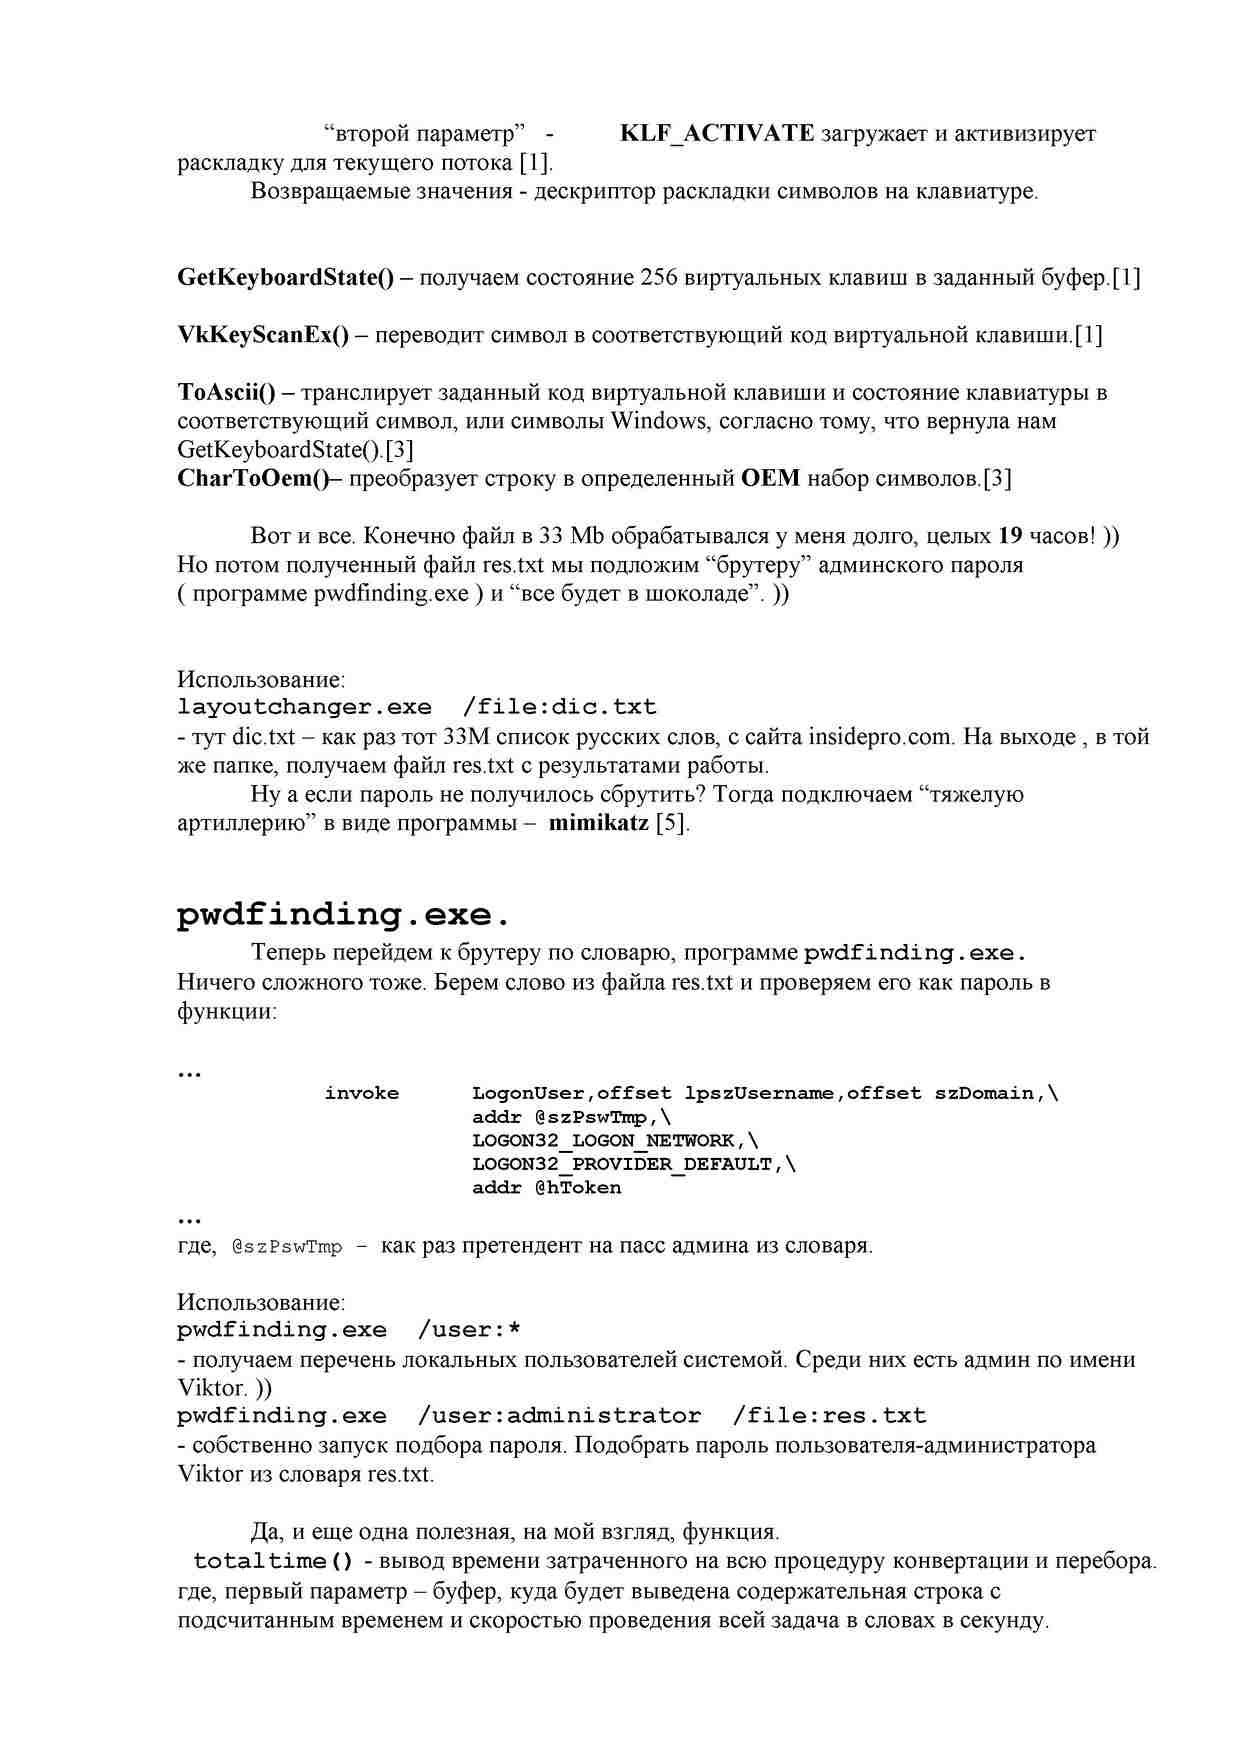 “второй параметр” - KLF_ACTIVATE загружает и активизирует
раскладку для текущего потока [1].
Возвращаемые значения - дескриптор раскладки символов на клавиатуре.
GetKeyboardState() – получаем состояние 256 виртуальных клавиш в заданный буфер.[1]
VkKeyScanEx() – переводит символ в соответствующий код виртуальной клавиши.[1]
ToAscii() – транслирует заданный код виртуальной клавиши и состояние клавиатуры в
соответствующий символ, или символы Windows, согласно тому, что вернула нам
GetKeyboardState().[3]
CharToOem()– преобразует строку в определенный OEM набор символов.[3]
Вот и все. Конечно файл в 33 Mb обрабатывался у меня долго, целых 19 часов! ))
Но потом полученный файл res.txt мы подложим “брутеру” админского пароля
( программе pwdfinding.exe ) и “все будет в шоколаде”. ))
Использование:
layoutchanger.exe /file:dic.txt
- тут dic.txt – как раз тот 33М список русских слов, с сайта insidepro.com. На выходе , в той
же папке, получаем файл res.txt с результатами работы.
Ну а если пароль не получилось сбрутить? Тогда подключаем “тяжелую
артиллерию” в виде программы – mimikatz [5].
pwdfinding.exe.
Теперь перейдем к брутеру по словарю, программе pwdfinding.exe.
Ничего сложного тоже. Берем слово из файла res.txt и проверяем его как пароль в
функции:
…
invoke LogonUser,offset lpszUsername,offset szDomain,\
addr @szPswTmp,\
LOGON32_LOGON_NETWORK,\
LOGON32_PROVIDER_DEFAULT,\
addr @hToken
…
где, @szPswTmp – как раз претендент на пасс админа из словаря.
Использование:
pwdfinding.exe /user:*
- получаем перечень локальных пользователей системой. Среди них есть админ по имени
Viktor. ))
pwdfinding.exe /user:administrator /file:res.txt
- собственно запуск подбора пароля. Подобрать пароль пользователя-администратора
Viktor из словаря res.txt.
Да, и еще одна полезная, на мой взгляд, функция.
totaltime() - вывод времени затраченного на всю процедуру конвертации и перебора.
где, первый параметр – буфер, куда будет выведена содержательная строка с
подсчитанным временем и скоростью проведения всей задача в словах в секунду.